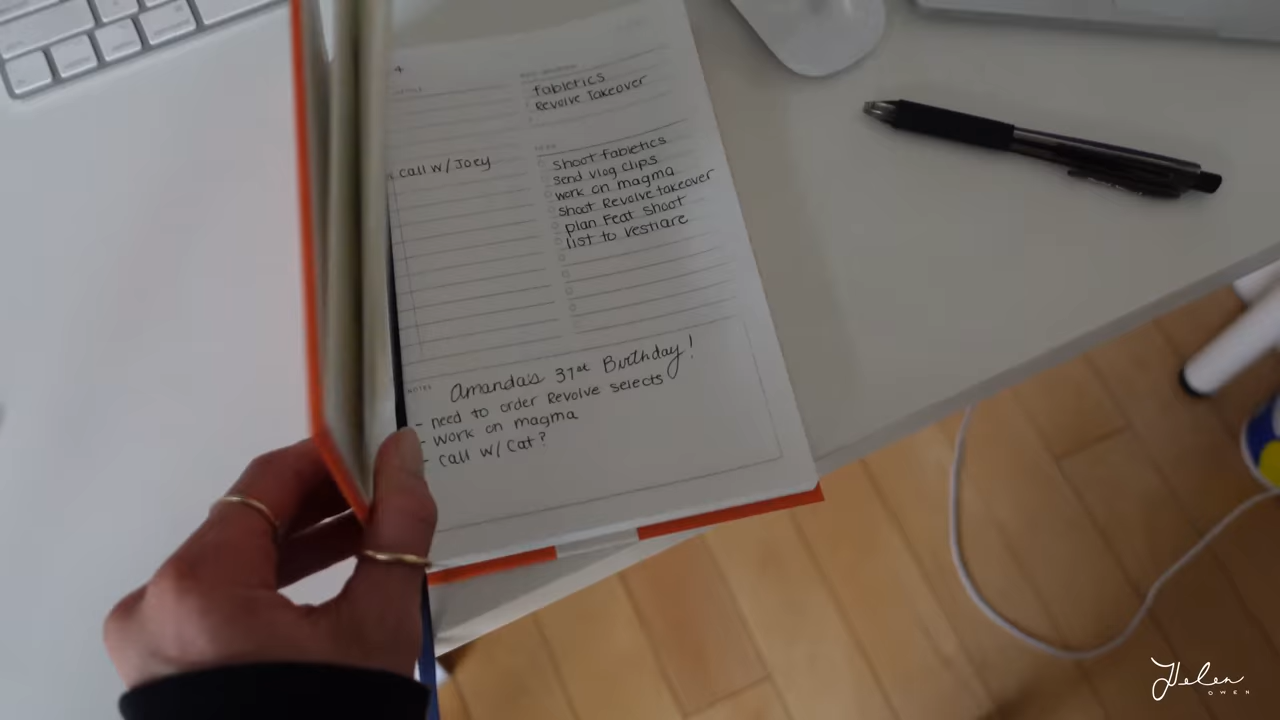 fabletics
Revolve Takeover
call w/ Joey
shoot fabletics
send vlog clips
work on magma
shoot Revolve takeover
plan Feat shoot
list to vestiare
notes
Amanda's 31st Birthday!
- need to order Revolve selects
- work on magma
- call w/ Cat?
Helen
OWEN